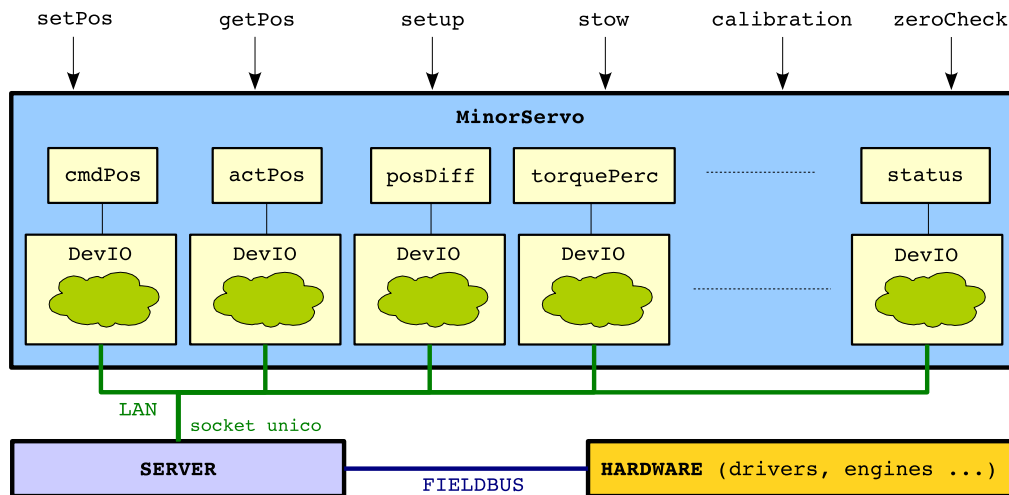 setPos getPos setup stow calibration zeroCheck
MinorServo
cmdPos actPos posDiff torquePerc status
DevIO DevIO DevIO DevIO DevIO
LAN
socket unico
SERVER HARDWARE (drivers, engines ...)
FIELDBUS